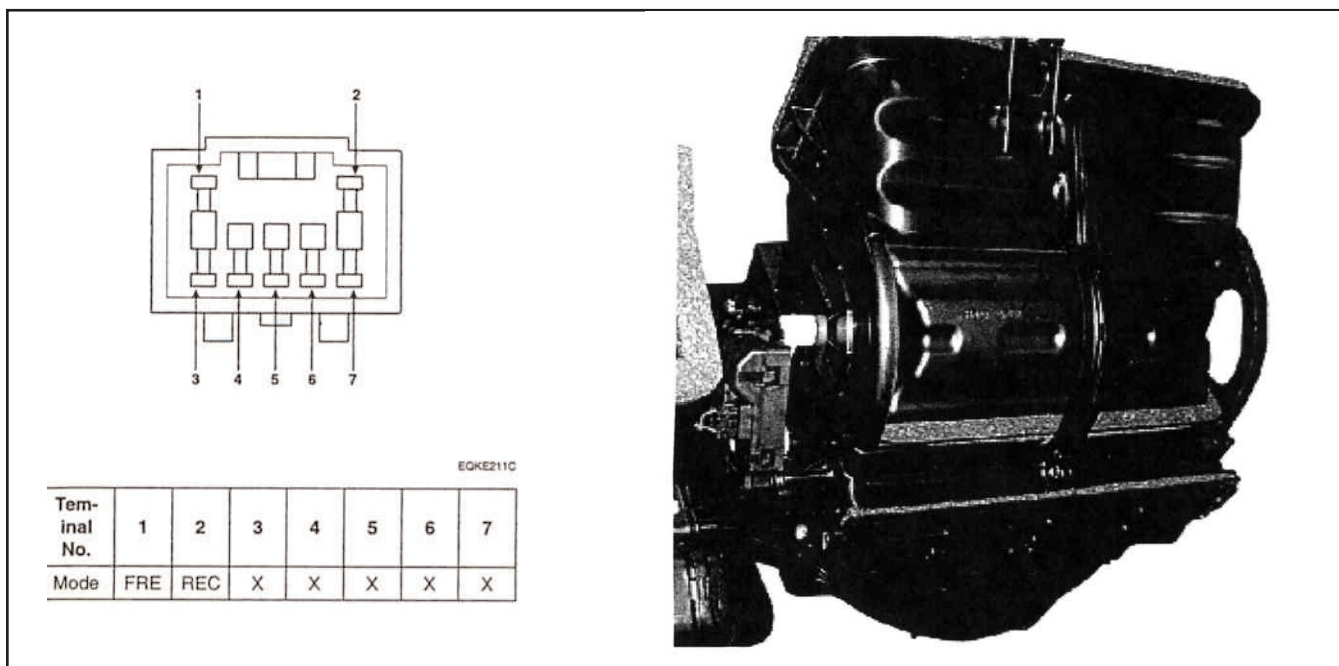 1 2
3 4 5 6 7
EQKE211C
Tem-
inal
No.
1 2 3 4 5 6 7
Mode FRE REC X X X X X